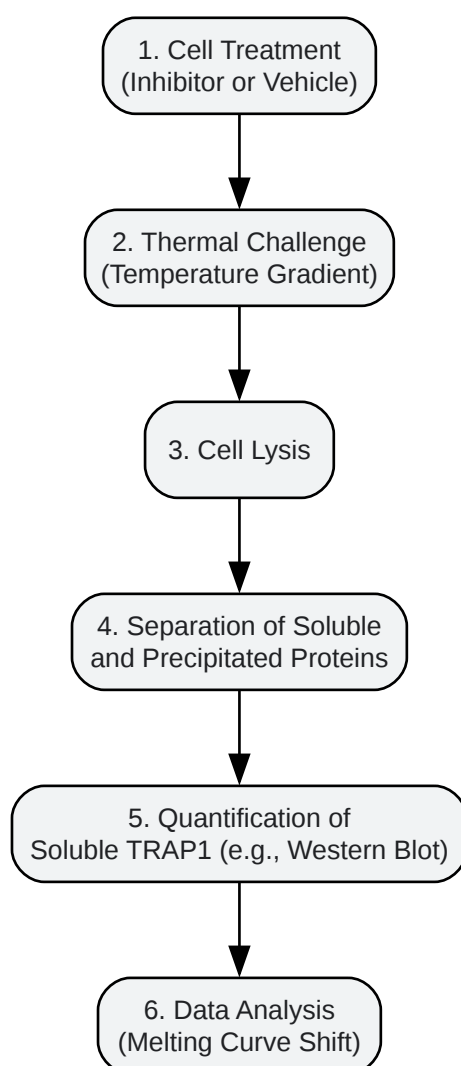 1. Cell Treatment
(Inhibitor or Vehicle)
2. Thermal Challenge
(Temperature Gradient)
3. Cell Lysis
4. Separation of Soluble
and Precipitated Proteins
5. Quantification of
Soluble TRAP1 (e.g., Western Blot)
6. Data Analysis
(Melting Curve Shift)